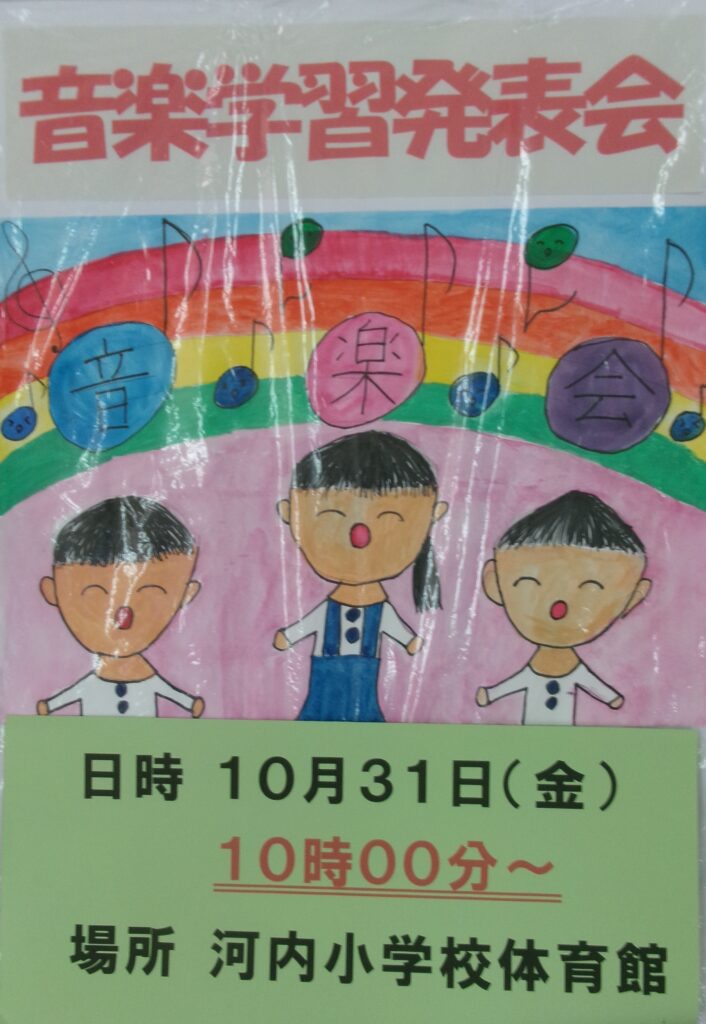 音楽学習発表会
音楽会
日時 10月31日(金)
10時00分～
場所 河内小学校体育館